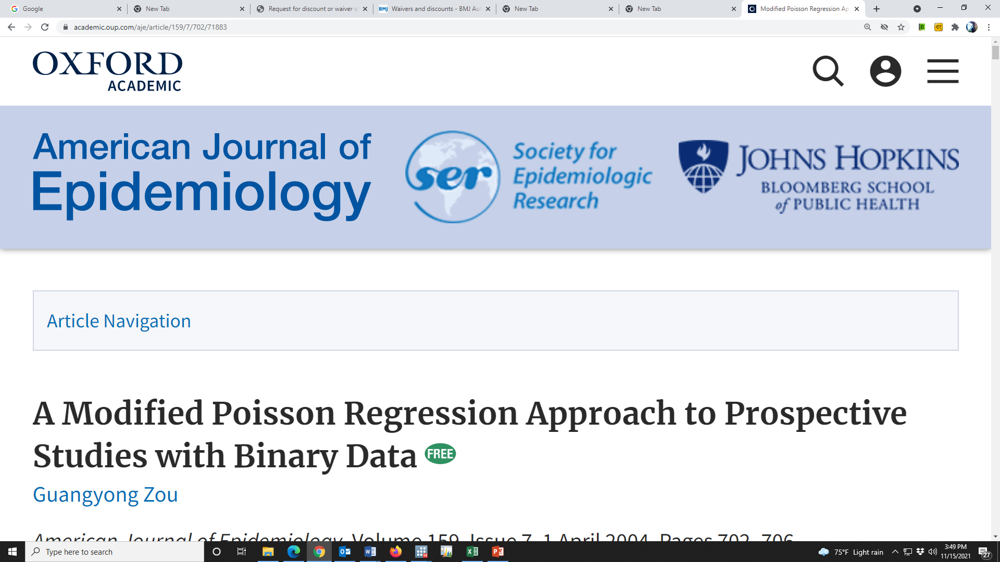 Google
New Tab
Request for discount or waiver o
BMJ Waivers and discounts - BMJ Au
New Tab
New Tab
Modified Poisson Regression Ap
academic.oup.com/aje/article/159/7/702/71883
OXFORD
ACADEMIC
American Journal of
Epidemiology
ser
Society for
Epidemiologic
Research
JOHNS HOPKINS
BLOOMBERG SCHOOL
of PUBLIC HEALTH
Article Navigation
A Modified Poisson Regression Approach to Prospective
Studies with Binary Data FREE
Guangyong Zou
American Journal of Epidemiology, Volume 159, Issue 7, 1 April 2004, Pages 702–706
Type here to search
75°F Light rain
3:49 PM
11/15/2021
27